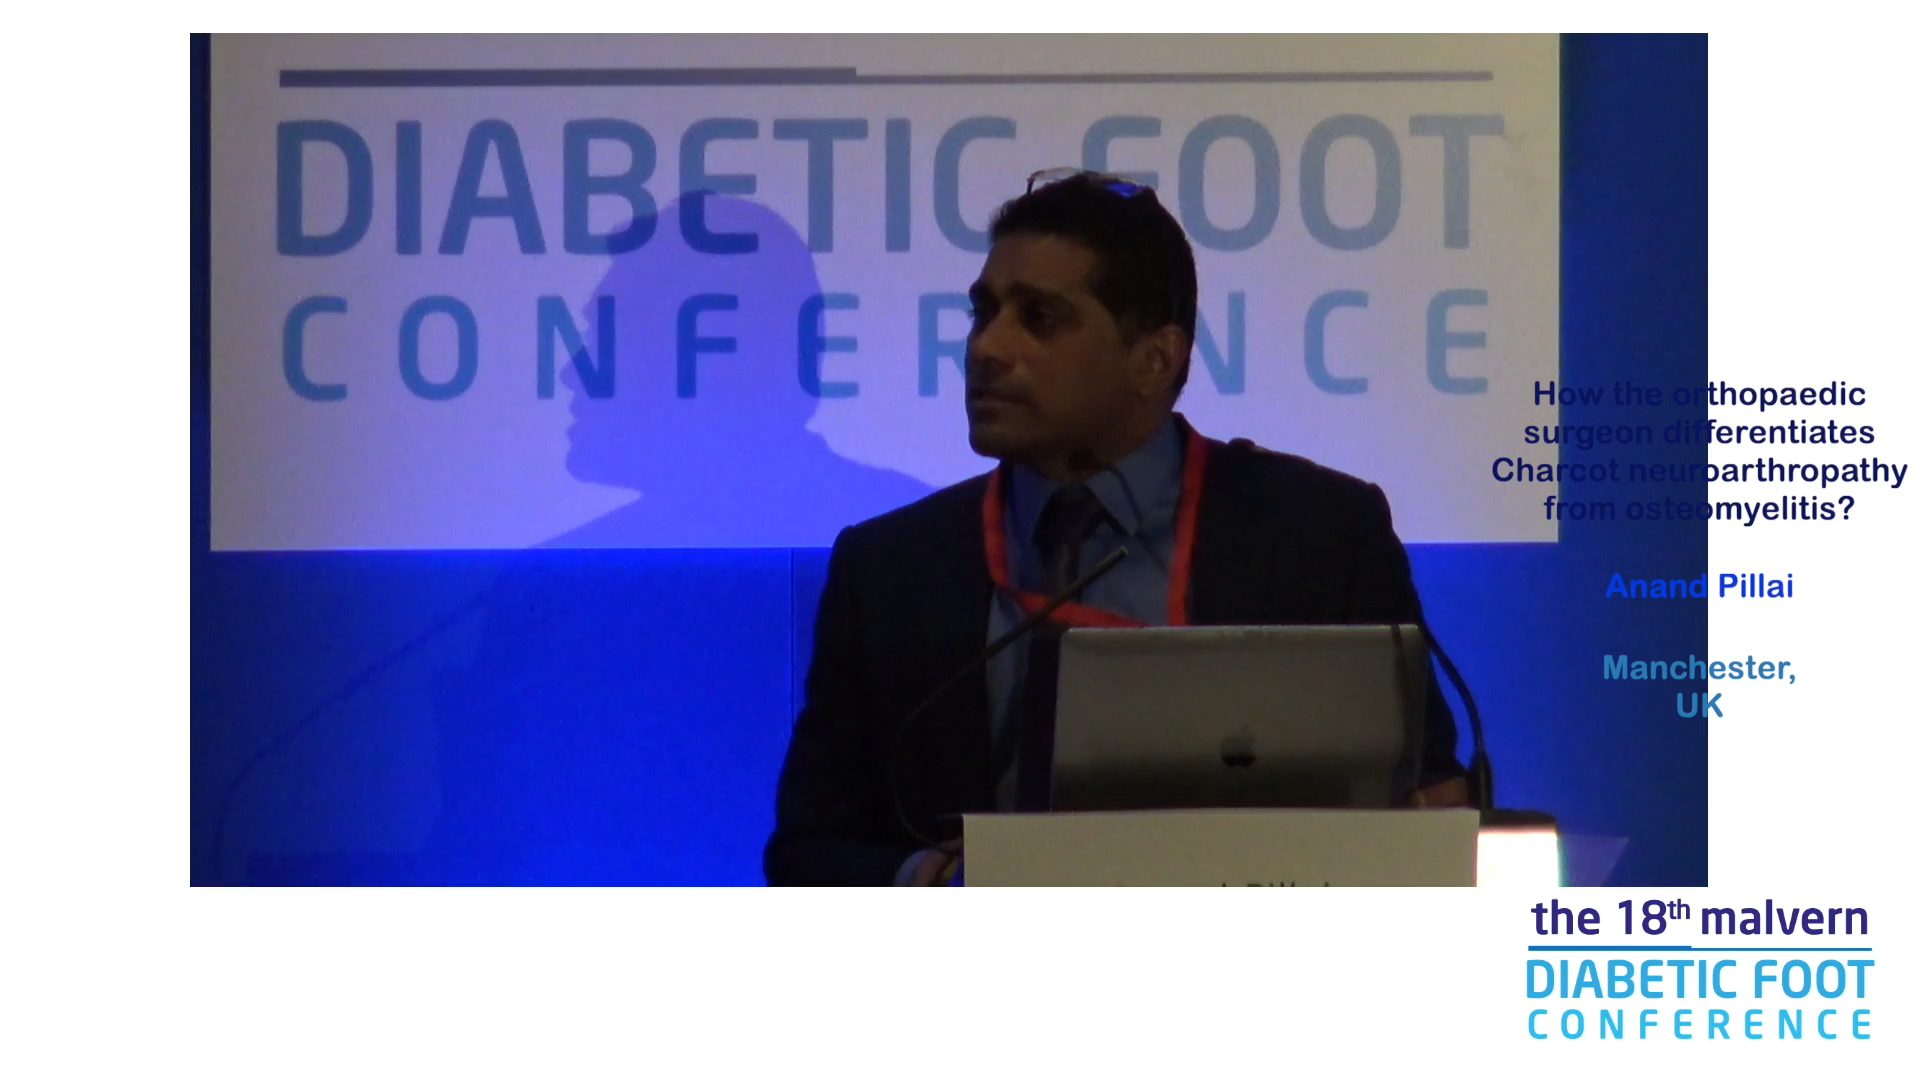 DIABETIC FOOT
CONFERENCE
How the orthopaedic
surgeon differentiates
Charcot neuroarthropathy
from osteomyelitis?
Anand Pillai
Manchester,
UK
the 18th malvern
DIABETIC FOOT
CONFERENCE